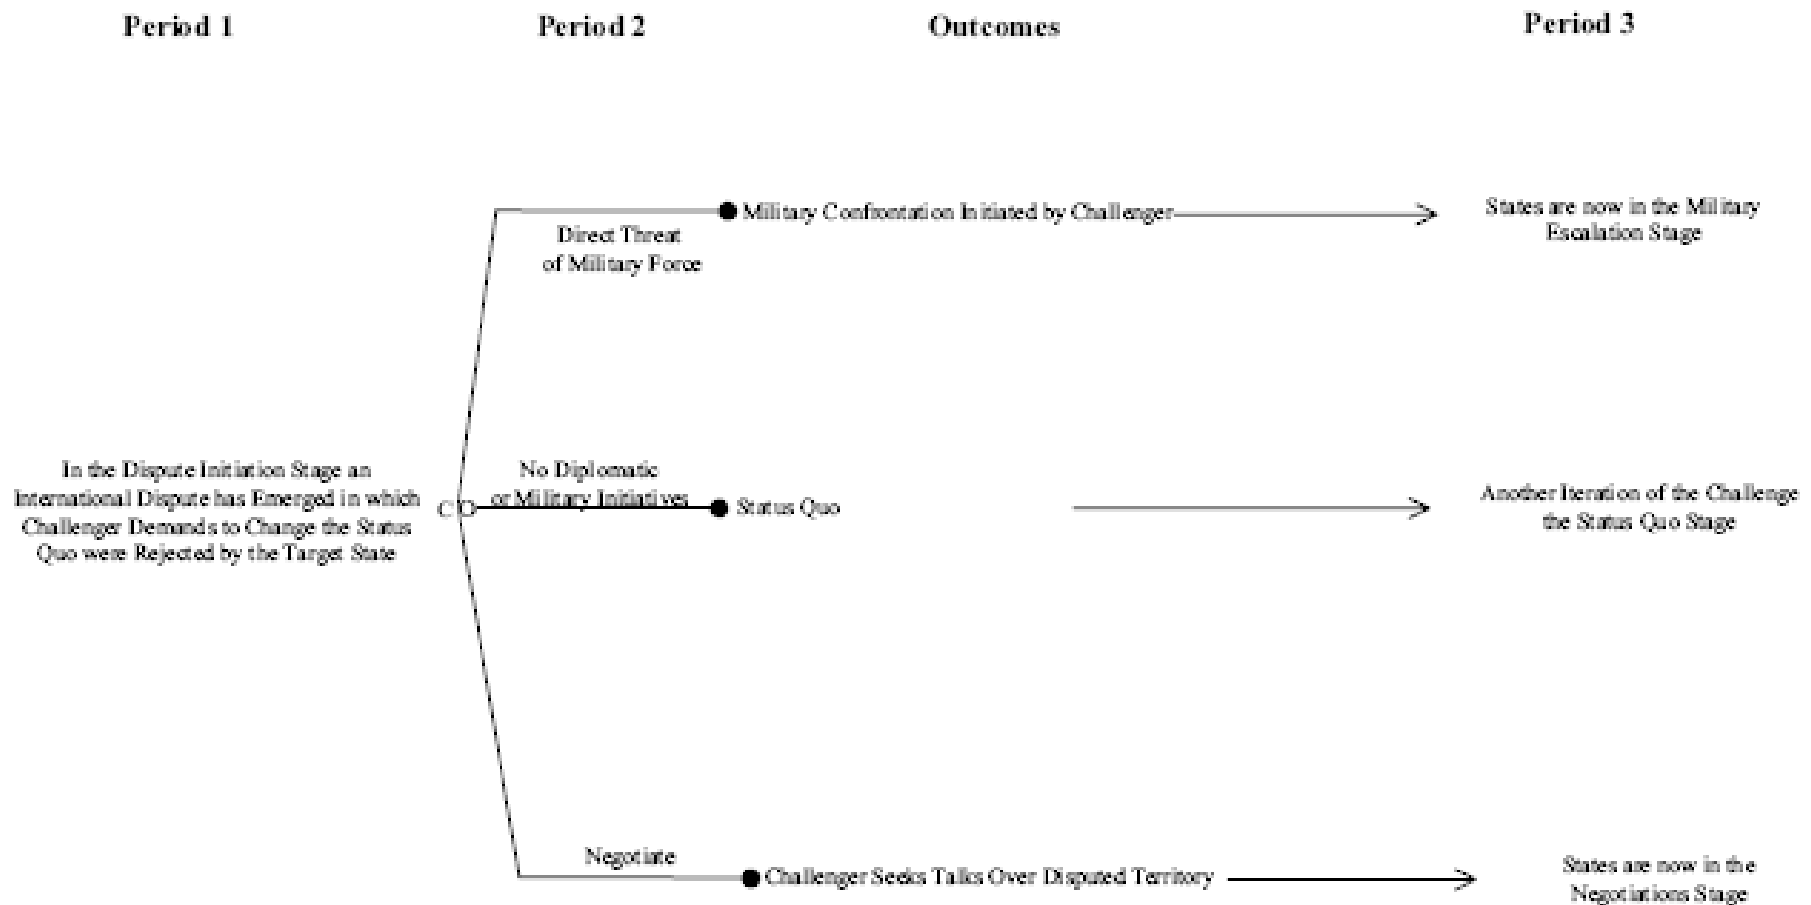 Period 1
Period 2
Outcomes
Period 3
Direct Threat
of Military Force
Military Confrontation Initiated by Challenger
States are now in the Military
Escalation Stage
In the Dispute Initiation Stage an
International Dispute has Emerged in which
Challenger Demands to Change the Status
Quo were Rejected by the Target State
C
No Diplomatic
or Military Initiatives
Status Quo
Another Iteration of the Challenge
the Status Quo Stage
Negotiate
Challenger Seeks Talks Over Disputed Territory
States are now in the
Negotiations Stage